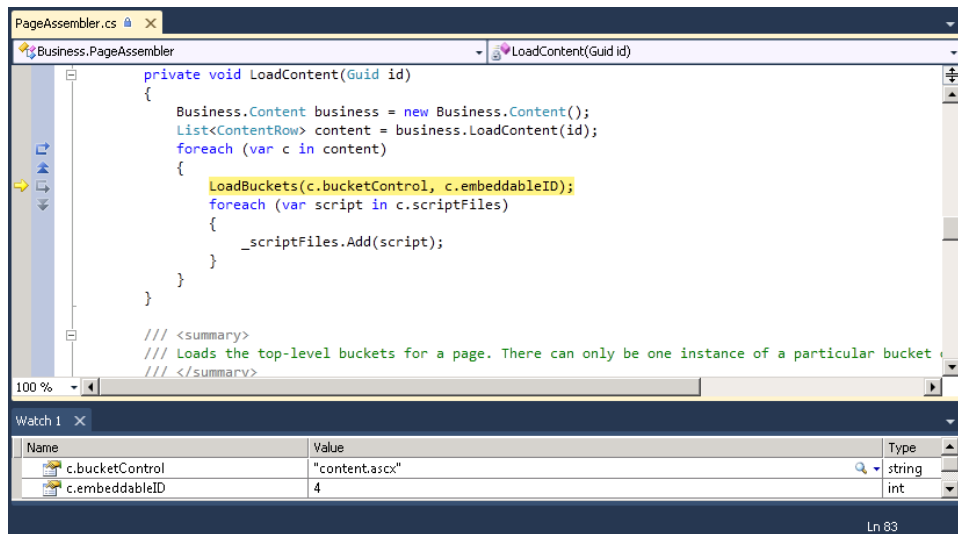 PageAssembler.cs
Business.PageAssembler LoadContent(Guid id)
private void LoadContent(Guid id)
{
Business.Content business = new Business.Content();
List<ContentRow> content = business.LoadContent(id);
foreach (var c in content)
{
LoadBuckets(c.bucketControl, c.embeddableID);
foreach (var script in c.scriptFiles)
{
_scriptFiles.Add(script);
}
}
}
/// <summary>
/// Loads the top-level buckets for a page. There can only be one instance of a particular bucket
/// </summary>
100 %
Watch 1
Name Value Type
c.bucketControl "content.ascx" string
c.embeddableID 4 int
Ln 83